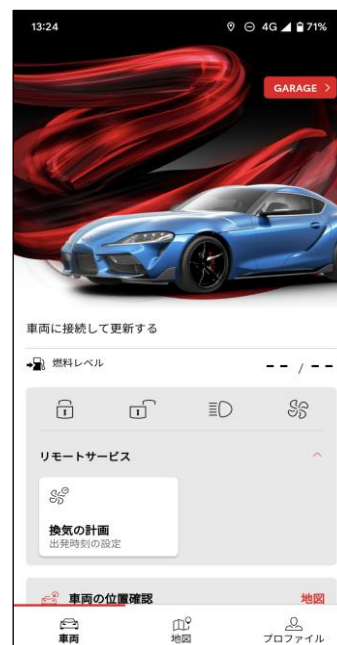 13:24 4G 71%
GARAGE >
車両に接続して更新する
燃料レベル -- / --
リモートサービス
換気の計画
出発時刻の設定
車両の位置確認 地図
車両 地図 プロファイル